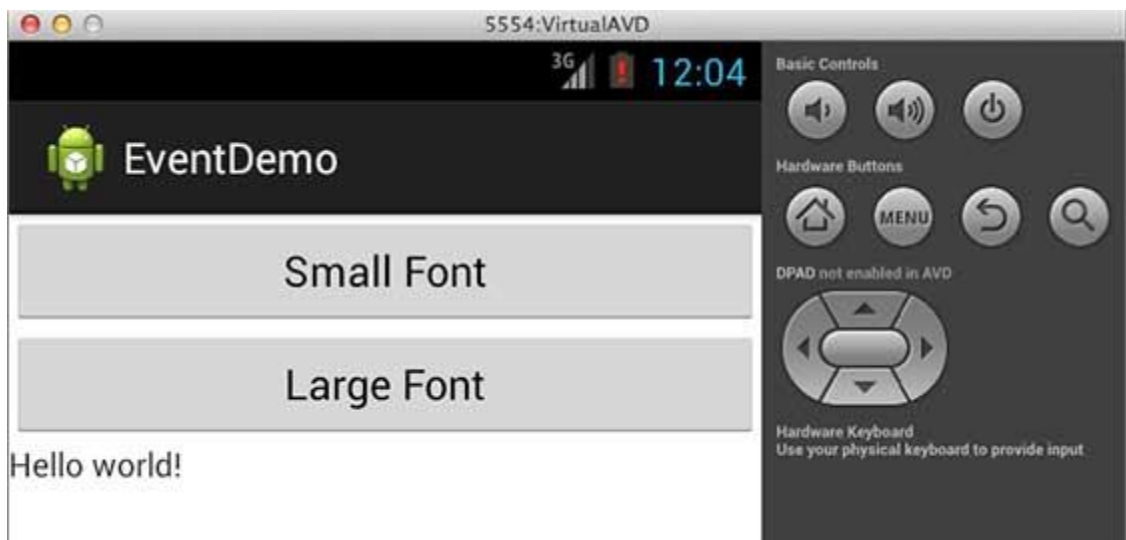 5554:VirtualAVD
3G
12:04
EventDemo
Small Font
Large Font
Hello world!
Basic Controls
Hardware Buttons
MENU
DPAD not enabled in AVD
Hardware Keyboard
Use your physical keyboard to provide input